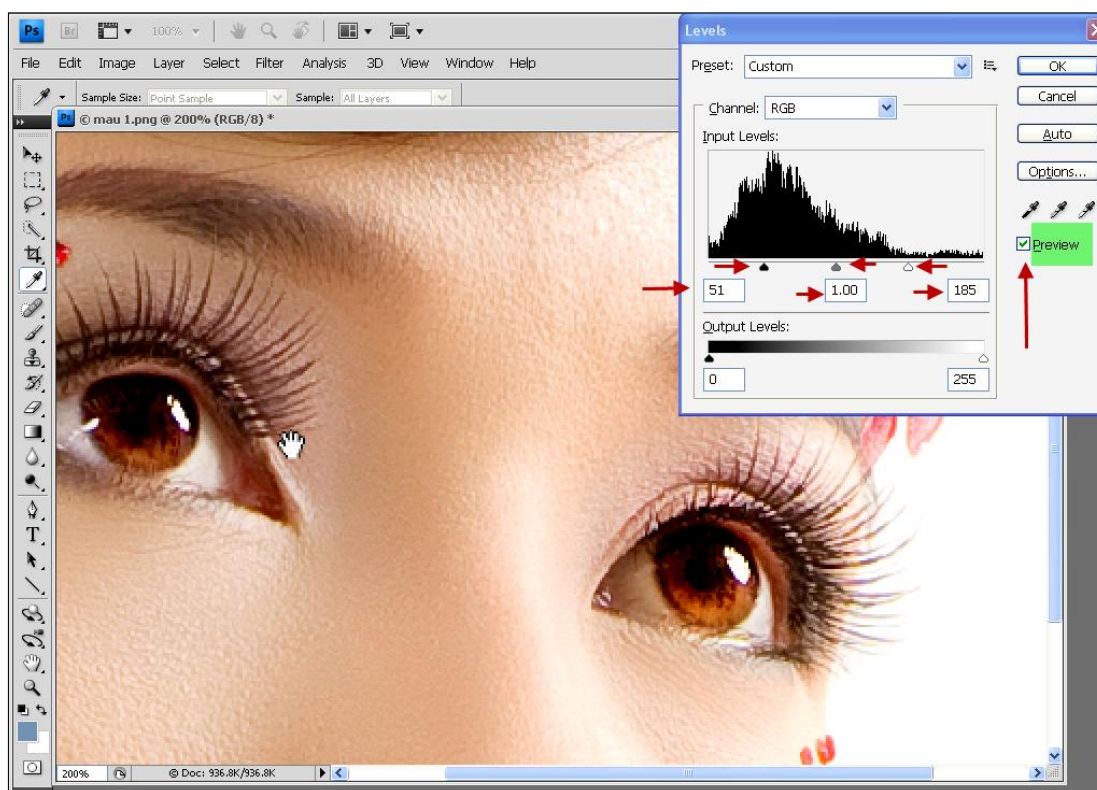 Ps Br 100%
File Edit Image Layer Select Filter Analysis 3D View Window Help
Sample Size: Point Sample Sample: All Layers
Ps © mau 1.png @ 200% (RGB/8) *
Levels
Preset: Custom
OK
Cancel
Channel: RGB
Auto
Input Levels:
Options...
Preview
51 1.00 185
Output Levels:
0 255
T
200% © Doc: 936.8K/936.8K